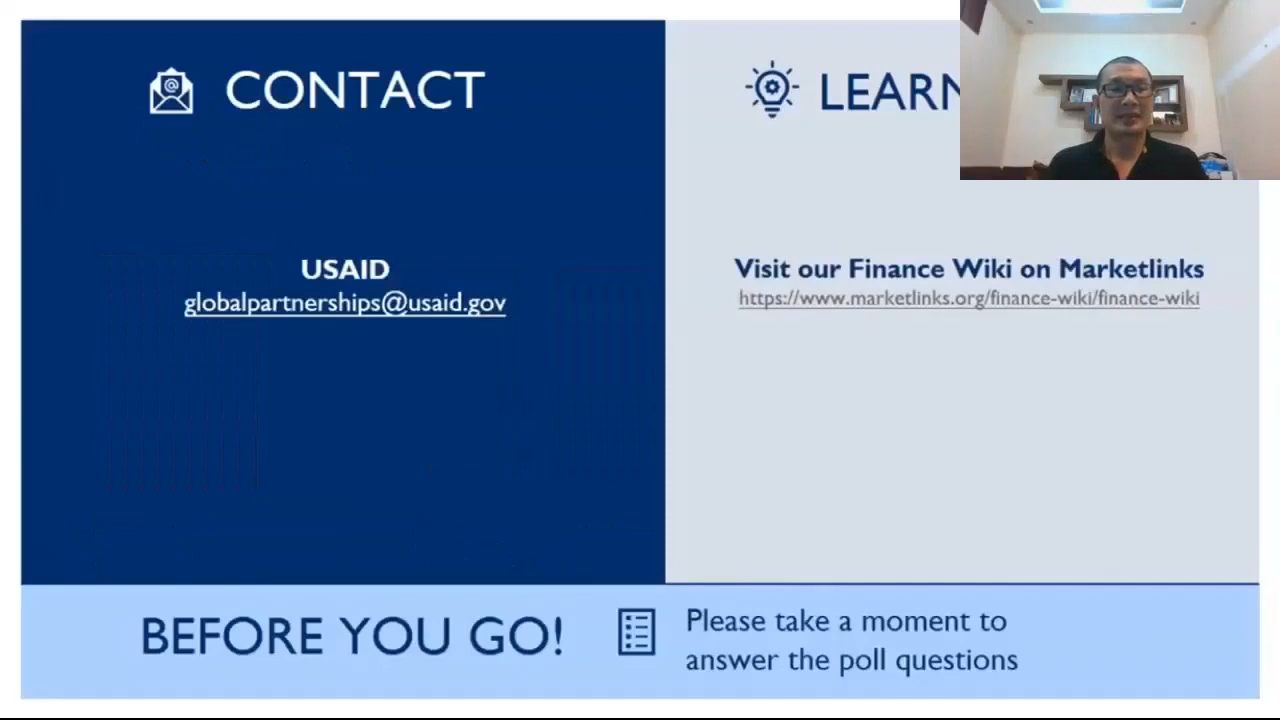 CONTACT
USAID
globalpartnerships@usaid.gov
LEARN
Visit our Finance Wiki on Marketlinks
https://www.marketlinks.org/finance-wiki/finance-wiki
BEFORE YOU GO!
Please take a moment to
answer the poll questions